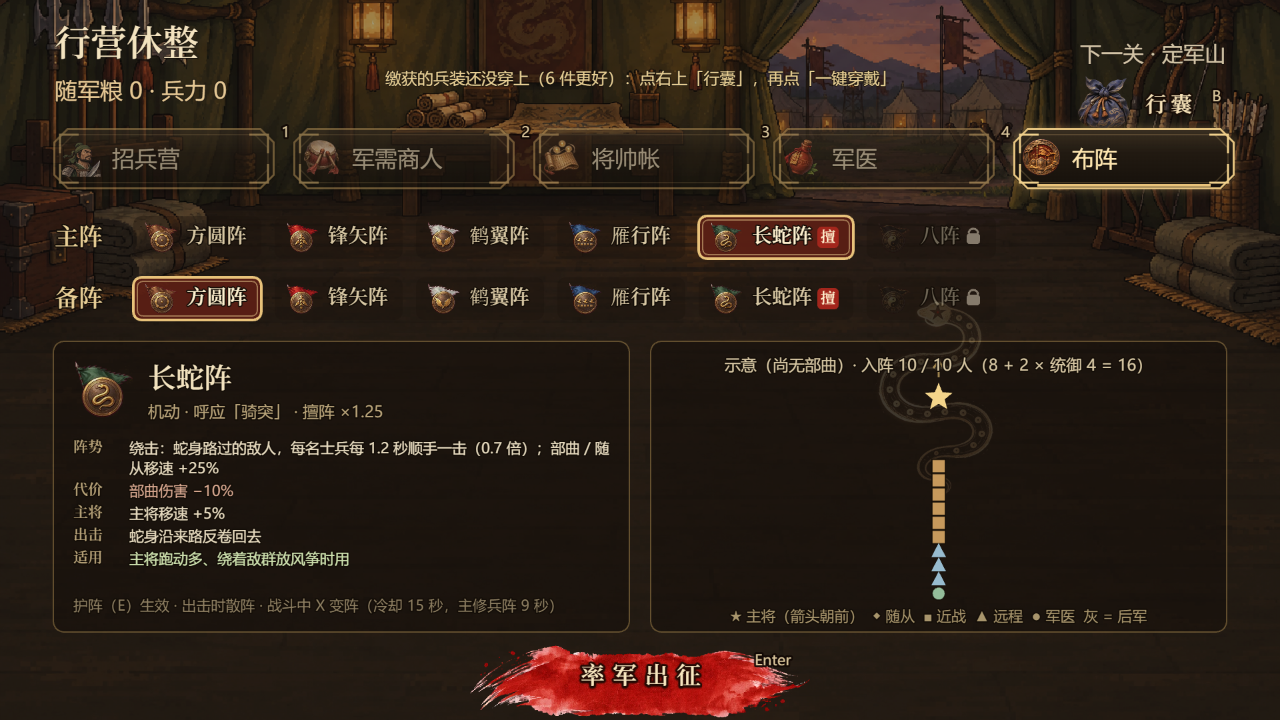 行营休整
随军粮 0 · 兵力 0
缴获的兵装还没穿上（6 件更好）：点右上「行囊」，再点「一键穿戴」
下一关 · 定军山
行囊 B
招兵营 1
军需商人 2
将帅帐 3
军医 4
布阵
主阵 方圆阵 锋矢阵 鹤翼阵 雁行阵 长蛇阵 擅 八阵
备阵 方圆阵 锋矢阵 鹤翼阵 雁行阵 长蛇阵 擅 八阵
长蛇阵
机动 · 呼应「骑突」 · 擅阵 ×1.25
阵势 绕击：蛇身路过的敌人，每名士兵每 1.2 秒顺手一击（0.7 倍）；部曲 / 随
从移速 +25%
代价 部曲伤害 −10%
主将 主将移速 +5%
出击 蛇身沿来路反卷回去
适用 主将跑动多、绕着敌群放风筝时用
护阵（E）生效 · 出击时散阵 · 战斗中 X 变阵（冷却 15 秒，主修兵阵 9 秒）
示意（尚无部曲）· 入阵 10 / 10 人（8 + 2 × 统御 4 = 16）
★ 主将（箭头朝前） ◆ 随从 ■ 近战 ▲ 远程 ● 军医 灰 = 后军
率军出征 Enter